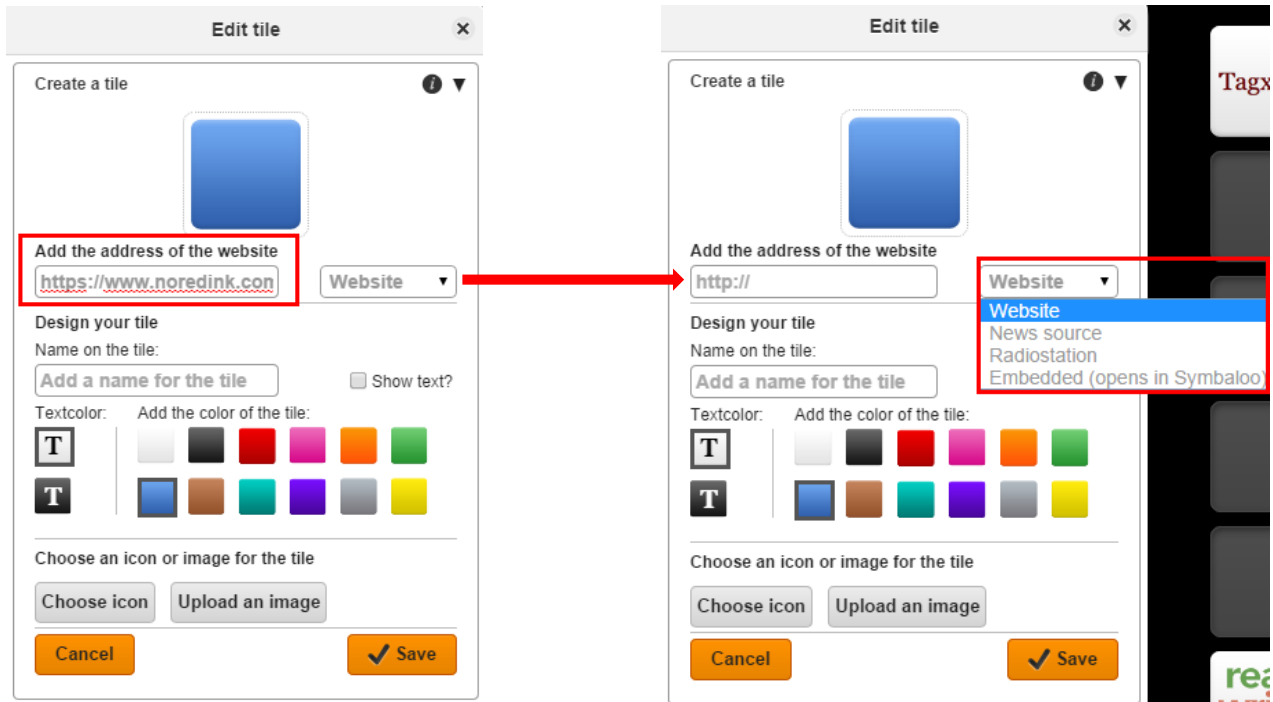 Edit tile
Create a tile
Add the address of the website
https://www.noredink.con
Website
Design your tile
Name on the tile:
Add a name for the tile
Show text?
Textcolor: Add the color of the tile:
T
T
Choose an icon or image for the tile
Choose icon Upload an image
Cancel Save
Edit tile
Create a tile
Add the address of the website
http://
Website
Website
News source
Radiostation
Embedded (opens in Symbaloo)
Design your tile
Name on the tile:
Add a name for the tile
Textcolor: Add the color of the tile:
T
T
Choose an icon or image for the tile
Choose icon Upload an image
Cancel Save
Tagx
rea